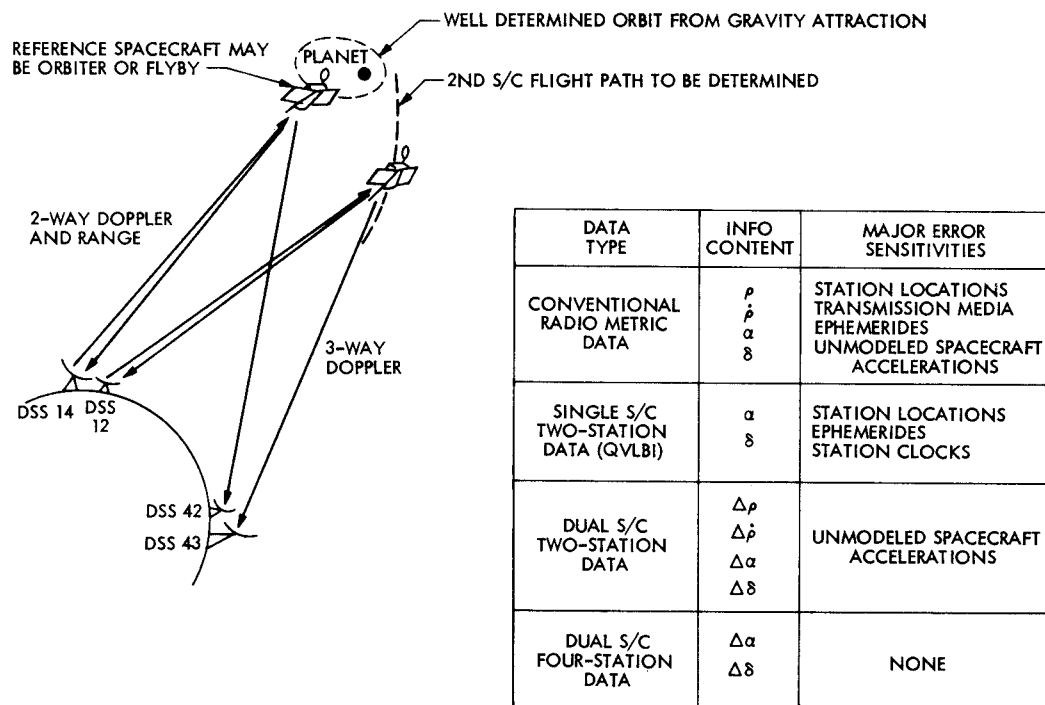 WELL DETERMINED ORBIT FROM GRAVITY ATTRACTION
REFERENCE SPACECRAFT MAY
BE ORBITER OR FLYBY
PLANET
2ND S/C FLIGHT PATH TO BE DETERMINED
2-WAY DOPPLER
AND RANGE
3-WAY
DOPPLER
DSS 14
DSS
12
DSS 42
DSS 43
DATA
TYPE
INFO
CONTENT
MAJOR ERROR
SENSITIVITIES
CONVENTIONAL
RADIO METRIC
DATA
ρ
ρ̇
α
δ
STATION LOCATIONS
TRANSMISSION MEDIA
EPHEMERIDES
UNMODELED SPACECRAFT
ACCELERATIONS
SINGLE S/C
TWO-STATION
DATA (QVLBI)
α
δ
STATION LOCATIONS
EPHEMERIDES
STATION CLOCKS
DUAL S/C
TWO-STATION
DATA
Δρ
Δρ̇
Δα
Δδ
UNMODELED SPACECRAFT
ACCELERATIONS
DUAL S/C
FOUR-STATION
DATA
Δα
Δδ
NONE